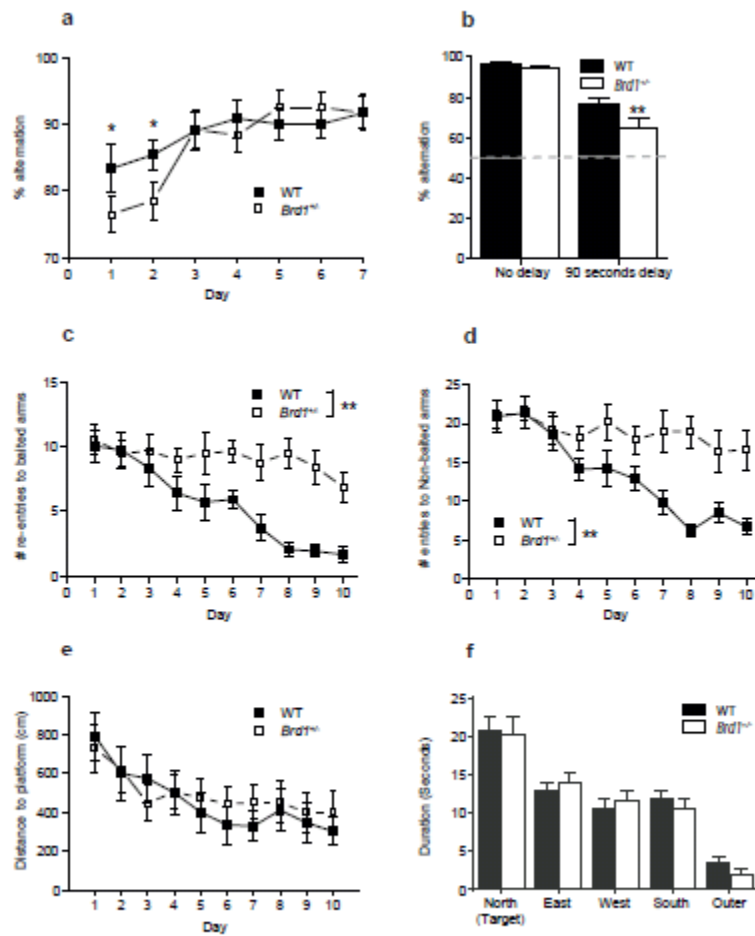 a
100
90
80
70
% alternation
*
*
WT
Brd1+/-
0
1
2
3
4
5
6
7
Day
b
100
80
60
40
20
0
% alternation
WT
Brd1+/-
**
No delay
90 seconds delay
c
15
10
5
0
# re-entries to baited arms
WT
Brd1+/-
**
0
1
2
3
4
5
6
7
8
9
10
Day
d
25
20
15
10
5
0
# entries to Non-baited arms
WT
Brd1+/-
**
0
1
2
3
4
5
6
7
8
9
10
Day
e
1000
800
600
400
200
0
Distance to platform (cm)
WT
Brd1+/-
1
2
3
4
5
6
7
8
9
10
Day
f
25
20
15
10
5
0
Duration (Seconds)
WT
Brd1+/-
North
(Target)
East
West
South
Outer